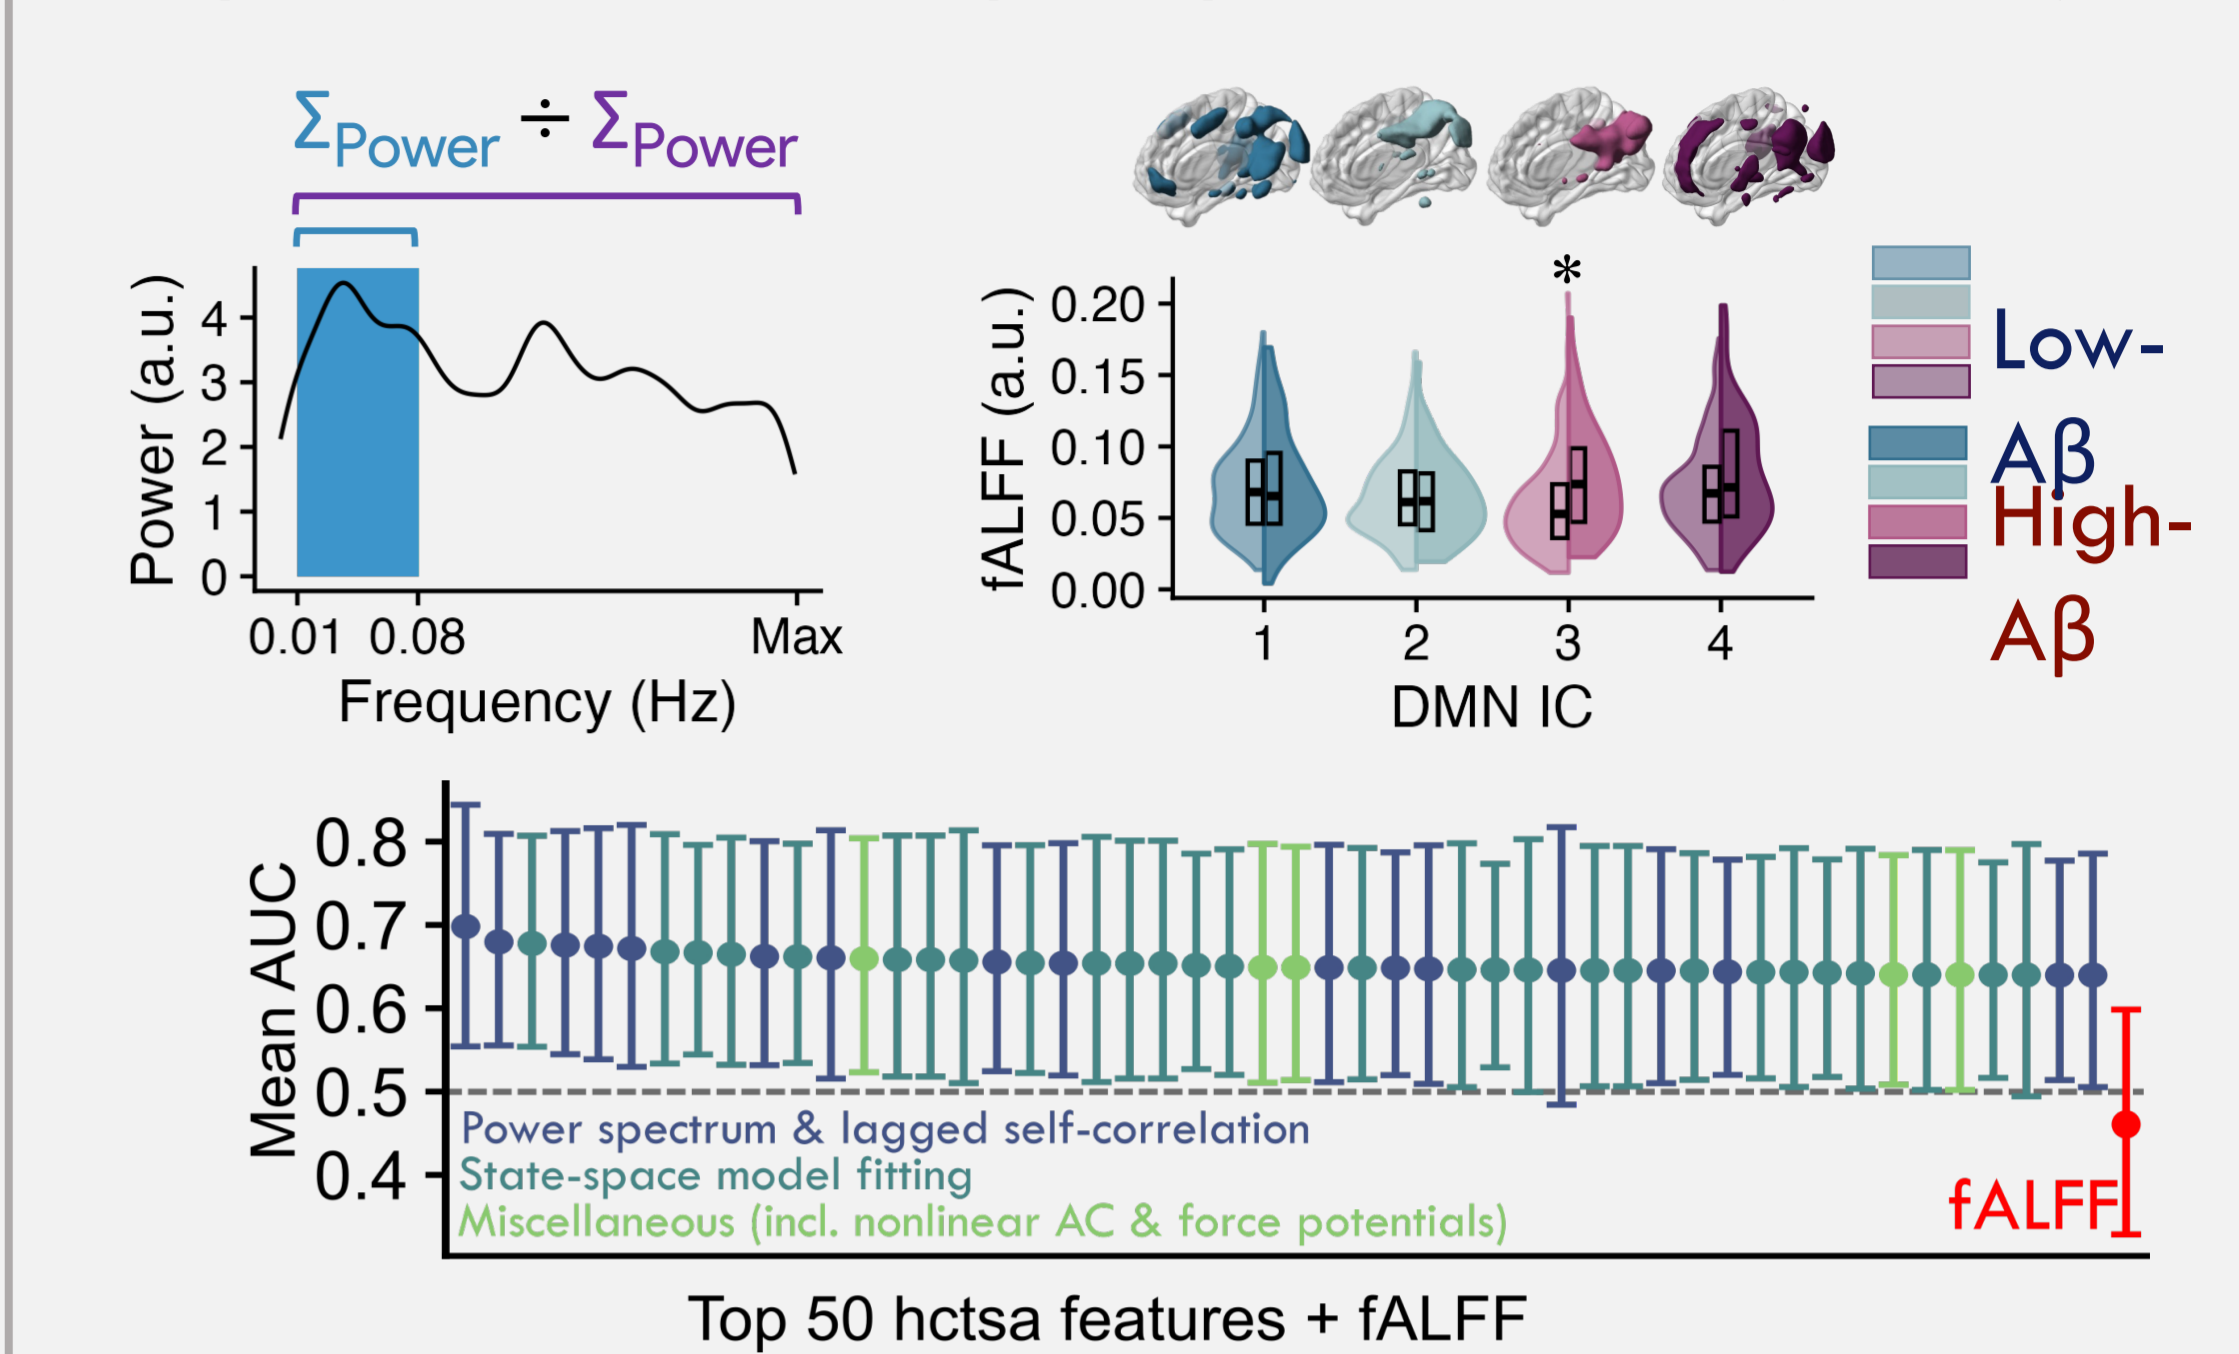 ΣPower ÷ ΣPower
Power (a.u.)
4
3
2
1
0
0.01 0.08 Max
Frequency (Hz)
*
fALFF (a.u.)
0.20
0.15
0.10
0.05
0.00
1 2 3 4
DMN IC
Low-
Aβ
High-
Aβ
Mean AUC
0.8
0.7
0.6
0.5
0.4
Power spectrum & lagged self-correlation
State-space model fitting
Miscellaneous (incl. nonlinear AC & force potentials)
fALFF
Top 50 hctsa features + fALFF